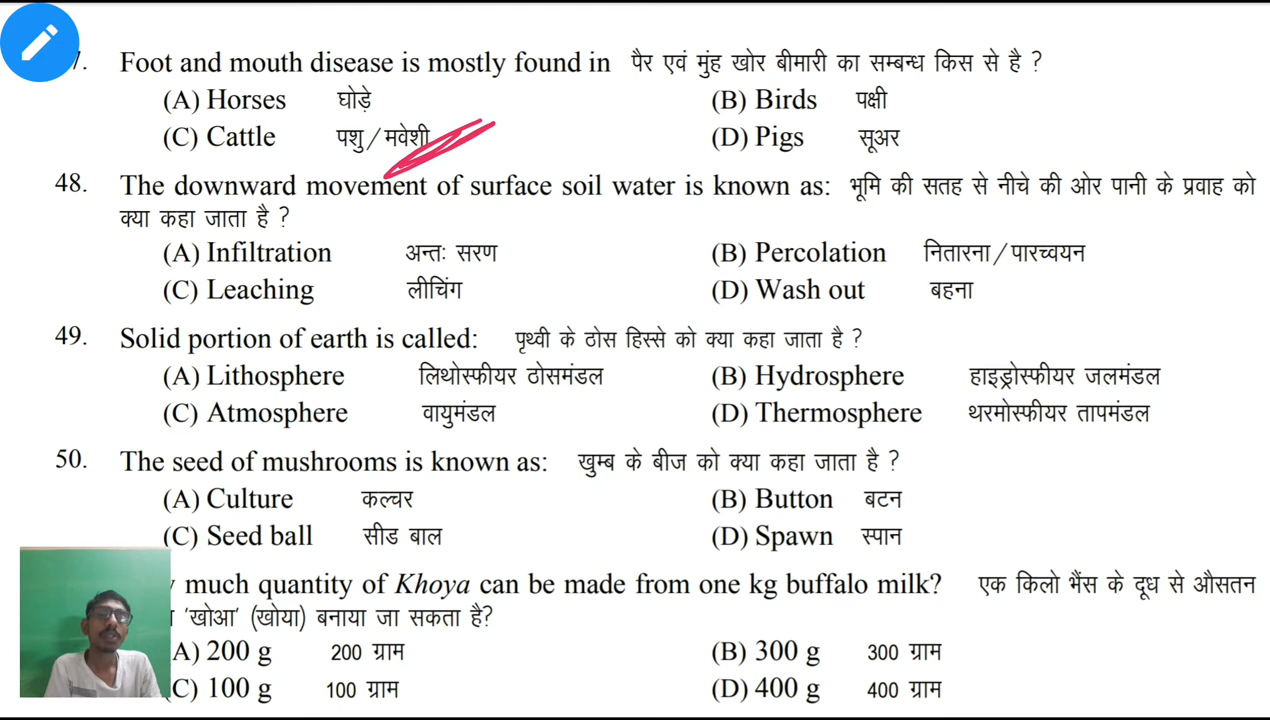 7. Foot and mouth disease is mostly found in पैर एवं मुंह खोर बीमारी का सम्बन्ध किस से है ?
(A) Horses घोड़े (B) Birds पक्षी
(C) Cattle पशु/मवेशी (D) Pigs सूअर
48. The downward movement of surface soil water is known as: भूमि की सतह से नीचे की ओर पानी के प्रवाह को
क्या कहा जाता है ?
(A) Infiltration अन्तः सरण (B) Percolation नितारना/पारच्वयन
(C) Leaching लीचिंग (D) Wash out बहना
49. Solid portion of earth is called: पृथ्वी के ठोस हिस्से को क्या कहा जाता है ?
(A) Lithosphere लिथोस्फीयर ठोसमंडल (B) Hydrosphere हाइड्रोस्फीयर जलमंडल
(C) Atmosphere वायुमंडल (D) Thermosphere थरमोस्फीयर तापमंडल
50. The seed of mushrooms is known as: खुम्ब के बीज को क्या कहा जाता है ?
(A) Culture कल्चर (B) Button बटन
(C) Seed ball सीड बाल (D) Spawn स्पान
much quantity of Khoya can be made from one kg buffalo milk? एक किलो भैंस के दूध से औसतन
'खोआ' (खोया) बनाया जा सकता है?
A) 200 g 200 ग्राम (B) 300 g 300 ग्राम
C) 100 g 100 ग्राम (D) 400 g 400 ग्राम